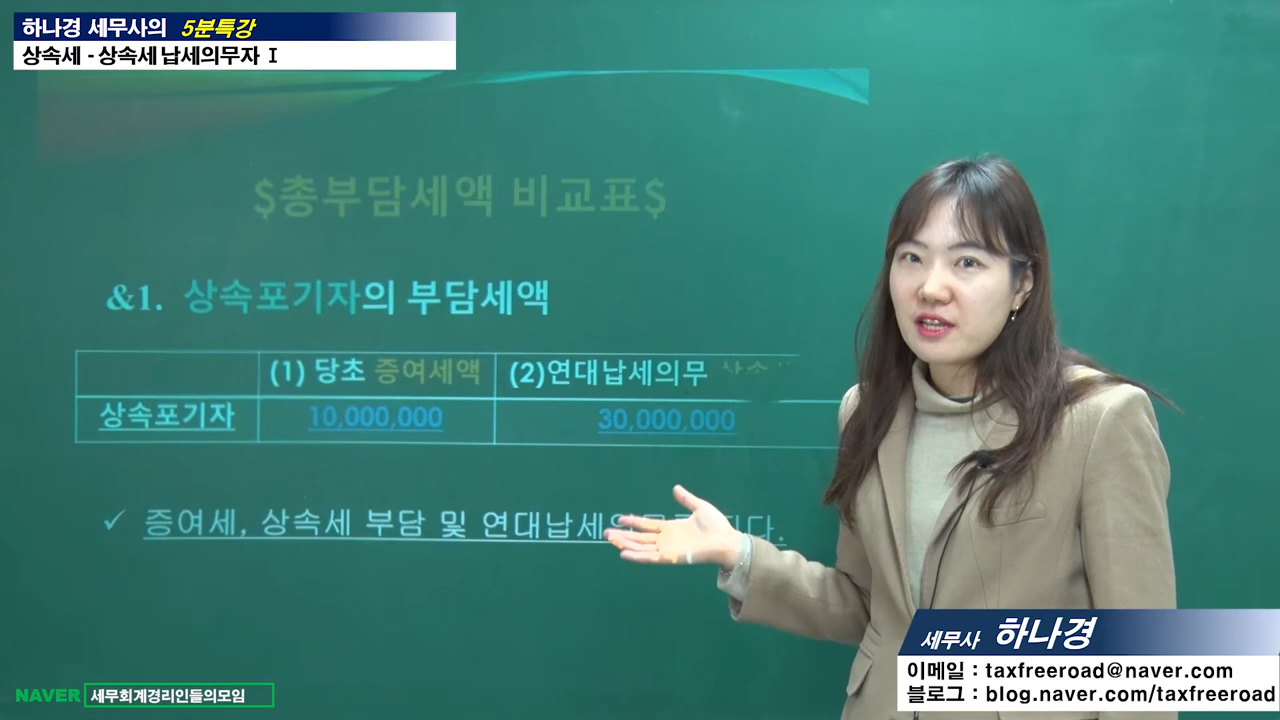 하나경 세무사의 5분특강
상속세 - 상속세 납세의무자 Ⅰ
$총부담세액 비교표$
&1. 상속포기자의 부담세액
(1) 당초 증여세액 (2)연대납세의무
상속포기자 10,000,000 30,000,000
✓ 증여세, 상속세 부담 및
세무사 하나경
이메일 : taxfreeroad@naver.com
블로그 : blog.naver.com/taxfreeroad
NAVER 세무회계경리인들의모임